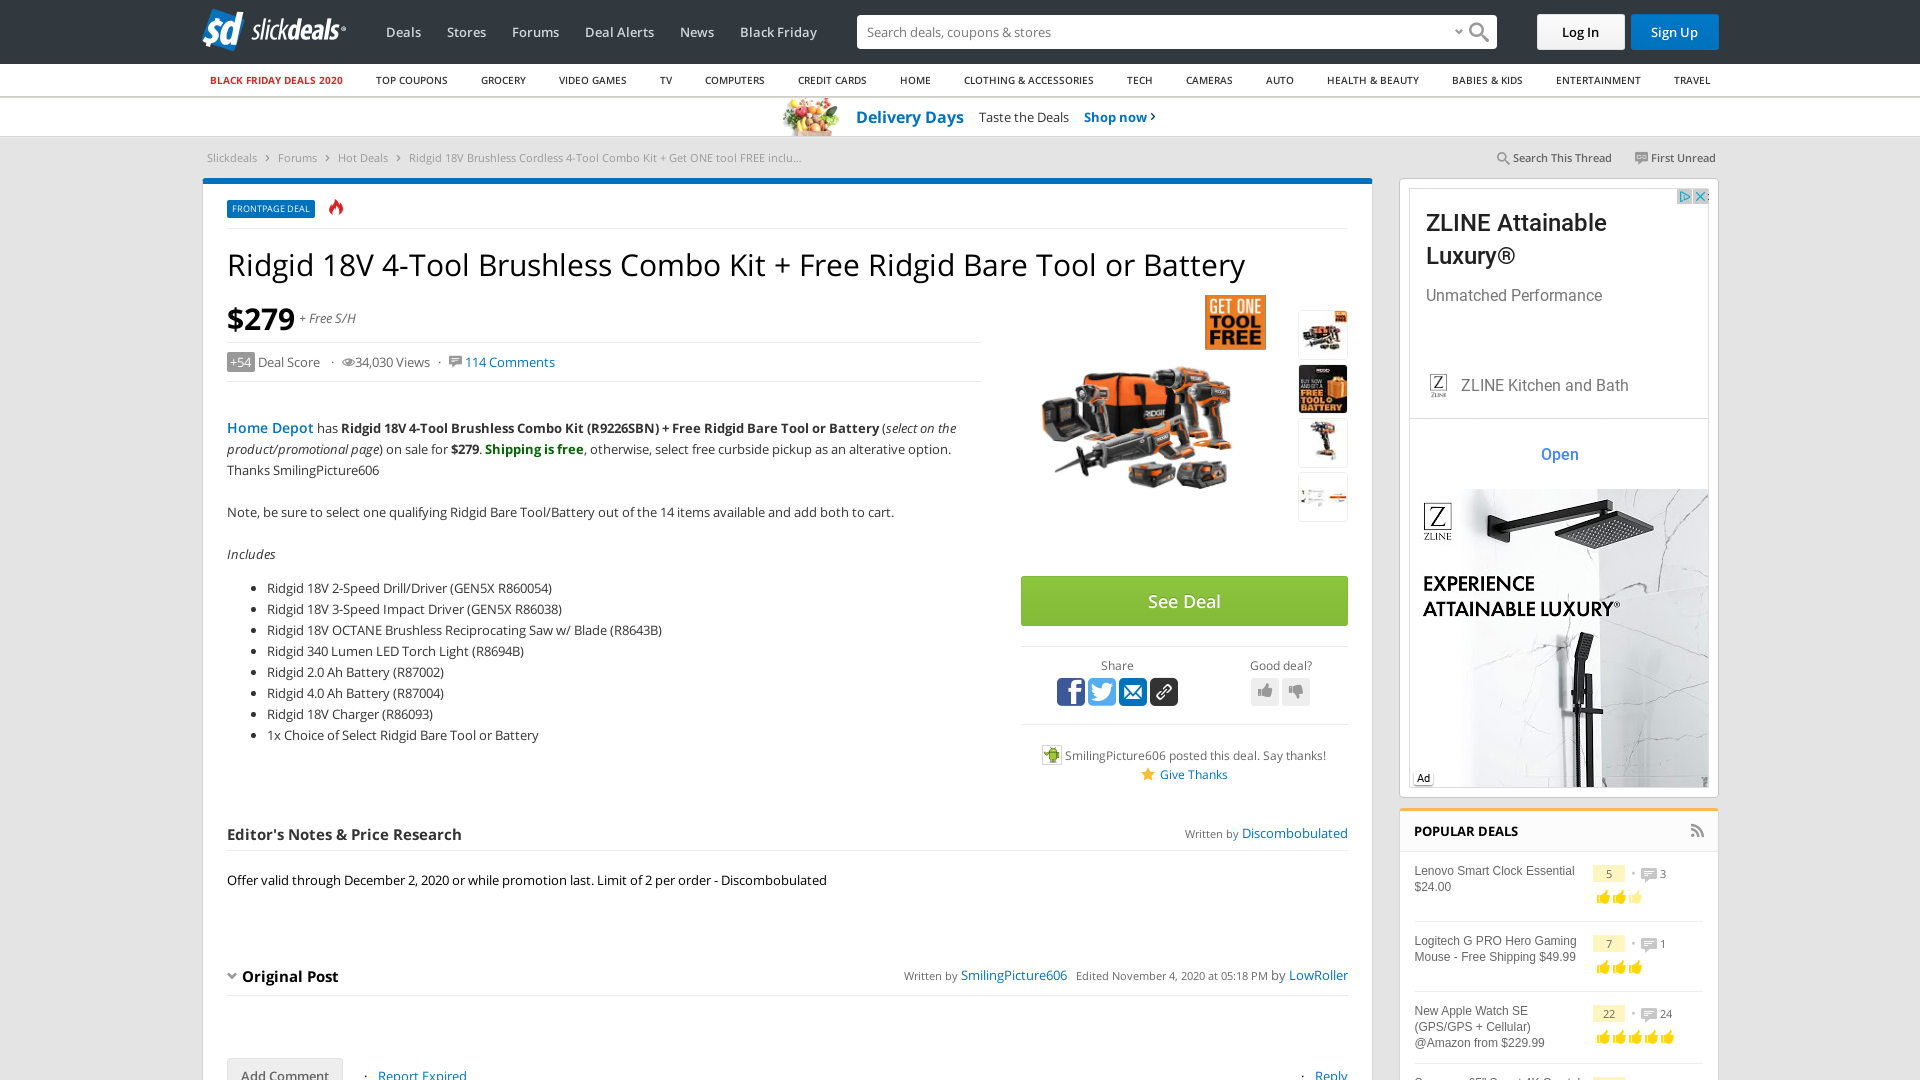 slickdeals
Deals
Stores
Forums
Deal Alerts
News
Black Friday
Search deals, coupons & shopping
Log In
Sign Up
BLACK FRIDAY DEALS 2020
TOP COUPONS
GROCERY
VIDEO GAMES
TV
COMPUTERS
CREDIT CARDS
HOME
CLOTHING & ACCESSORIES
TECH
CAMERAS
AUTO
HEALTH & BEAUTY
BABIES & KIDS
ENTERTAINMENT
TRAVEL
Delivery Days Taste the Deals Shop now
Slickdeals › Forums › Hot Deals › Ridgid 18V Brushless Cordless 4-Tool Combo Kit + Get ONE tool FREE inclu...
Search This Thread
First Unread
FRONTPAGE DEAL
Ridgid 18V 4-Tool Brushless Combo Kit + Free Ridgid Bare Tool or Battery
$279 + Free S/H
+54 Deal Score · 34,030 Views · 114 Comments
Home Depot has Ridgid 18V 4-Tool Brushless Combo Kit (R9226SBN) + Free Ridgid Bare Tool or Battery (select on the
product/promotional page) on sale for $279. Shipping is free, otherwise, select free curbside pickup as an alterative option.
Thanks SmilingPicture606
Note, be sure to select one qualifying Ridgid Bare Tool/Battery out of the 14 items available and add both to cart.
Includes
Ridgid 18V 2-Speed Drill/Driver (GEN5X R860054)
Ridgid 18V 3-Speed Impact Driver (GEN5X R86038)
Ridgid 18V OCTANE Brushless Reciprocating Saw w/ Blade (R8643B)
Ridgid 340 Lumen LED Torch Light (R8694B)
Ridgid 2.0 Ah Battery (R87002)
Ridgid 4.0 Ah Battery (R87004)
Ridgid 18V Charger (R86093)
1x Choice of Select Ridgid Bare Tool or Battery
GET ONE
TOOL
FREE
RIDGID
BUY NOW
AND GET A
FREE
TOOL OR
BATTERY
See Deal
Share
Good deal?
SmilingPicture606 posted this deal. Say thanks!
Give Thanks
Editor's Notes & Price Research
Written by Discombobulated
Offer valid through December 2, 2020 or while promotion last. Limit of 2 per order - Discombobulated
Original Post
Written by SmilingPicture606 Edited November 4, 2020 at 05:18 PM by LowRoller
Add Comment
· Report Expired
· Reply
ZLINE Attainable
Luxury®
Unmatched Performance
Z
ZLINE
ZLINE Kitchen and Bath
Open
Z
ZLINE
EXPERIENCE
ATTAINABLE LUXURY®
Ad
POPULAR DEALS
Lenovo Smart Clock Essential
$24.00
5 • 3
Logitech G PRO Hero Gaming
Mouse - Free Shipping $49.99
7 • 1
New Apple Watch SE
(GPS/GPS + Cellular)
@Amazon from $229.99
22 • 24